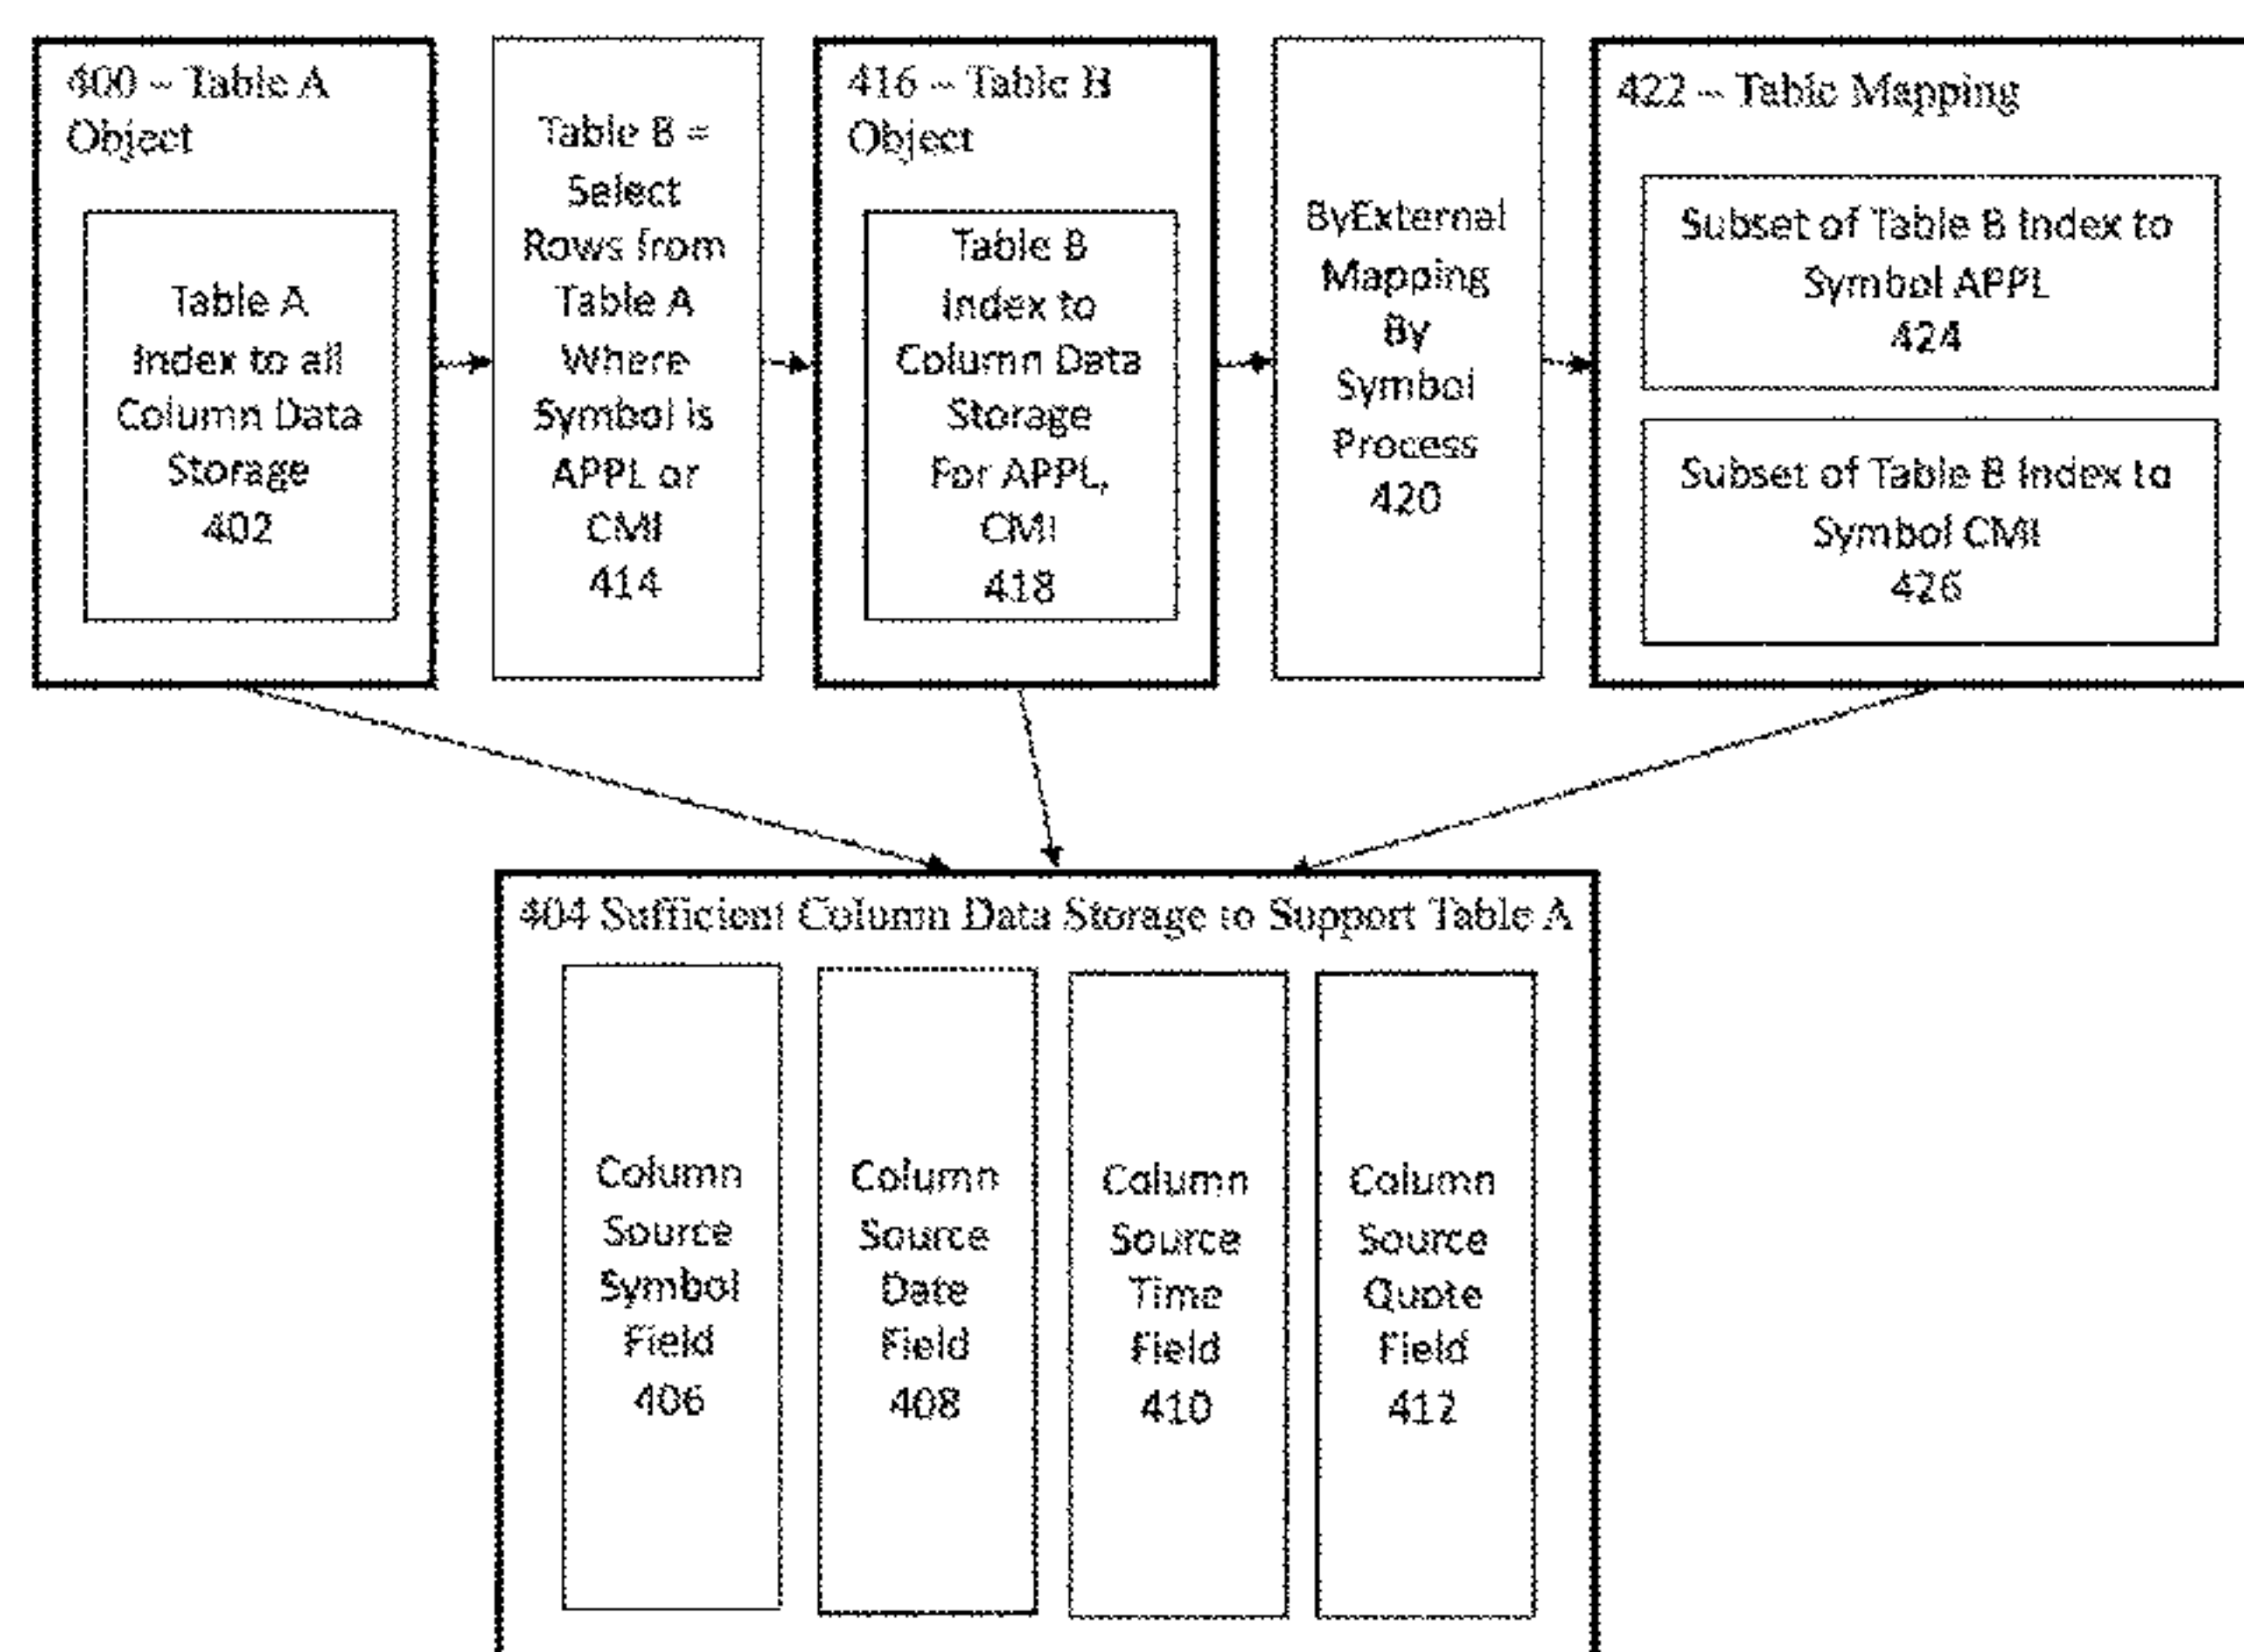 400 – Table A
Object
Table A
Index to all
Column Data
Storage
402
Table B =
Select
Rows from
Table A
Where
Symbol is
APPL or
CMI
414
416 – Table B
Object
Table B
Index to
Column Data
Storage
For APPL,
CMI
418
ByExternal
Mapping
By
Symbol
Process
420
422 – Table Mapping
Subset of Table B Index to
Symbol APPL
424
Subset of Table B Index to
Symbol CMI
426
404 Sufficient Column Data Storage to Support Table A
Column
Source
Symbol
Field
406
Column
Source
Date
Field
408
Column
Source
Time
Field
410
Column
Source
Quote
Field
412